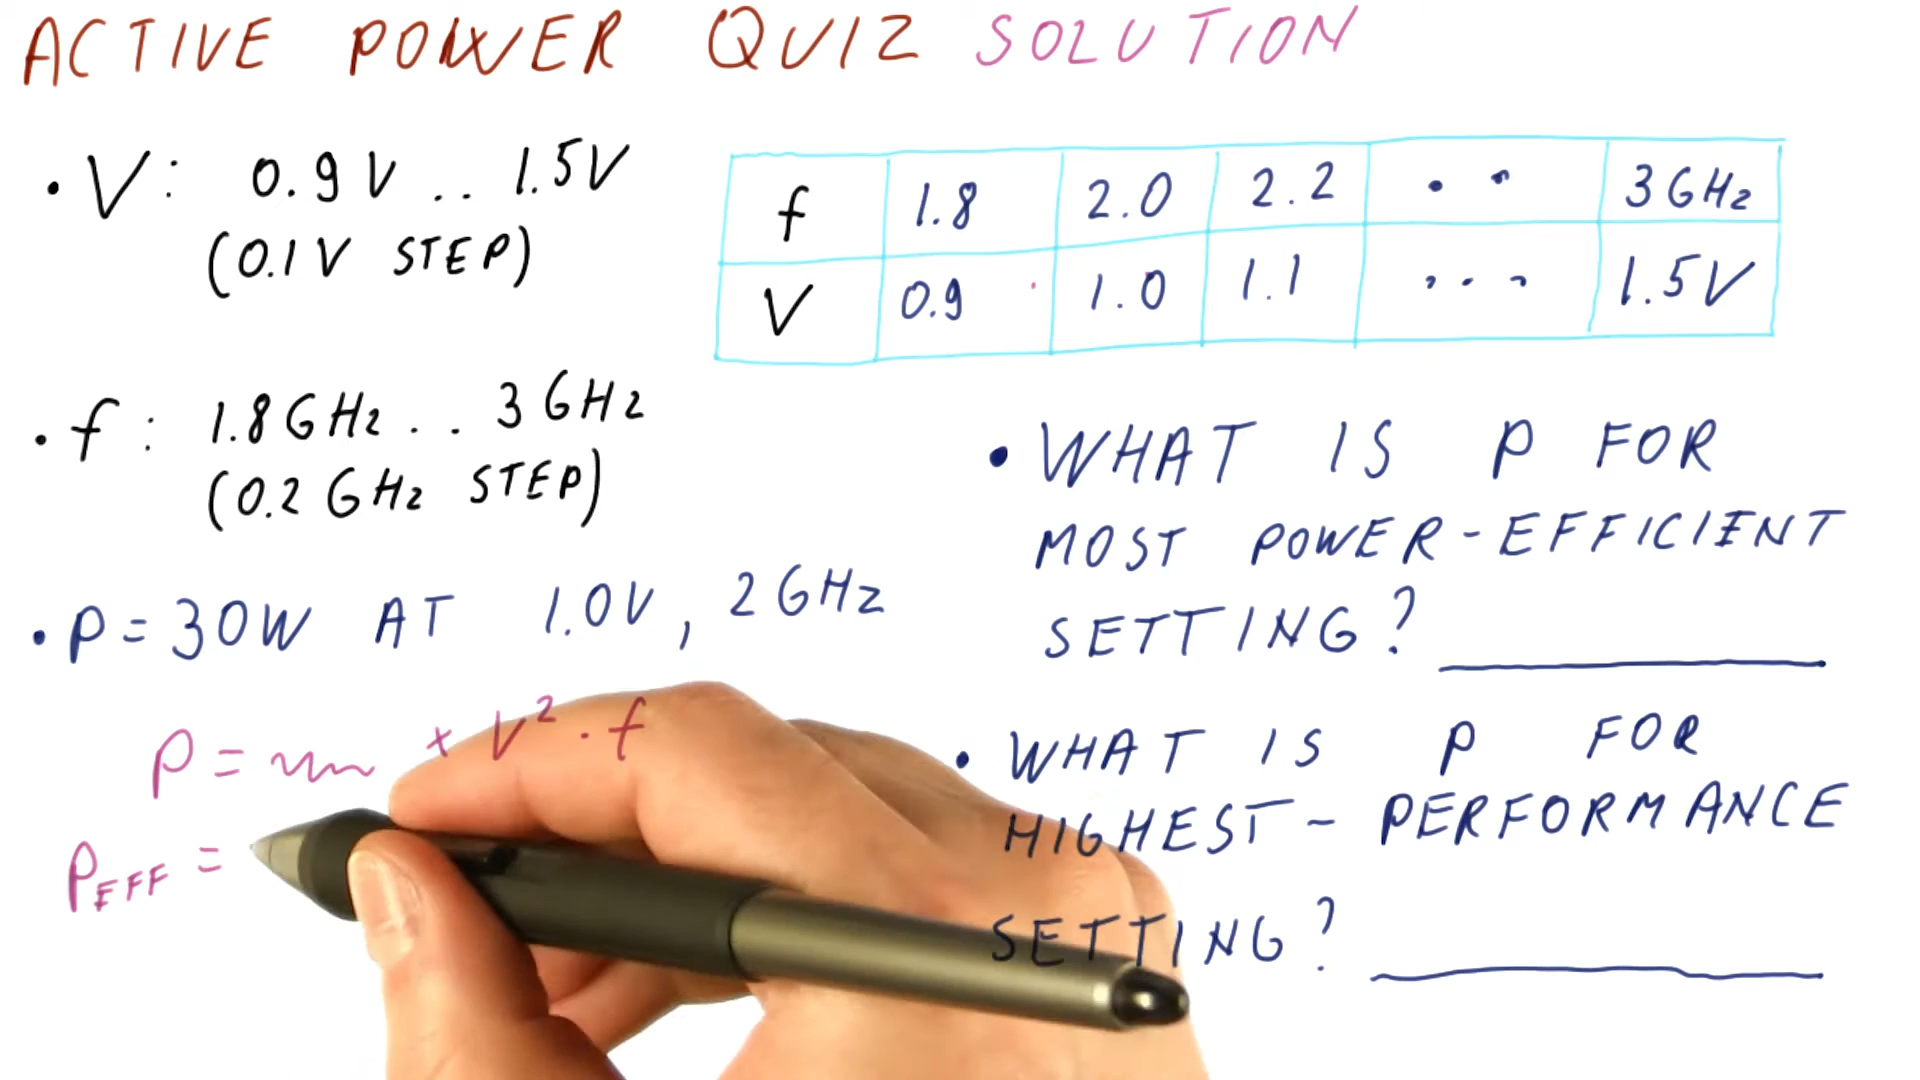 ACTIVE POWER QUIZ SOLUTION
• V: 0.9V .. 1.5V
(0.1V STEP)
f 1.8 2.0 2.2 • • 3GHz
V 0.9 1.0 1.1 ... 1.5V
• f: 1.8GHz .. 3GHz
(0.2GHz STEP)
• P = 30W AT 1.0V, 2GHz
P = × V² · f
PEFF =
• WHAT IS P FOR
MOST POWER-EFFICIENT
SETTING?
• WHAT IS P FOR
HIGHEST-PERFORMANCE
SETTING?